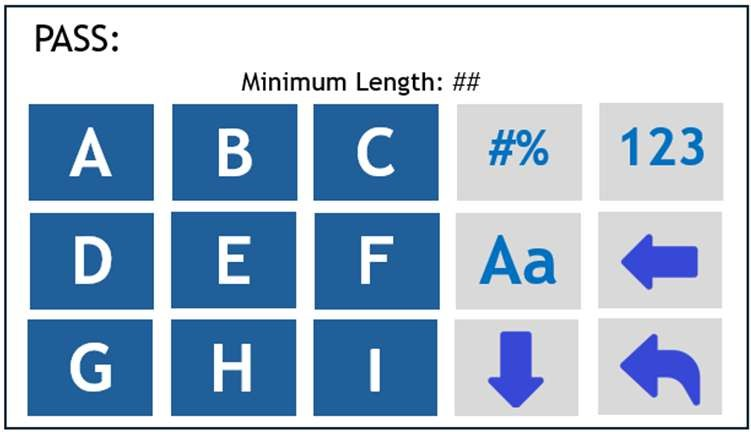 PASS:
Minimum Length: ##
A B C #% 123
D E F Aa
G H I